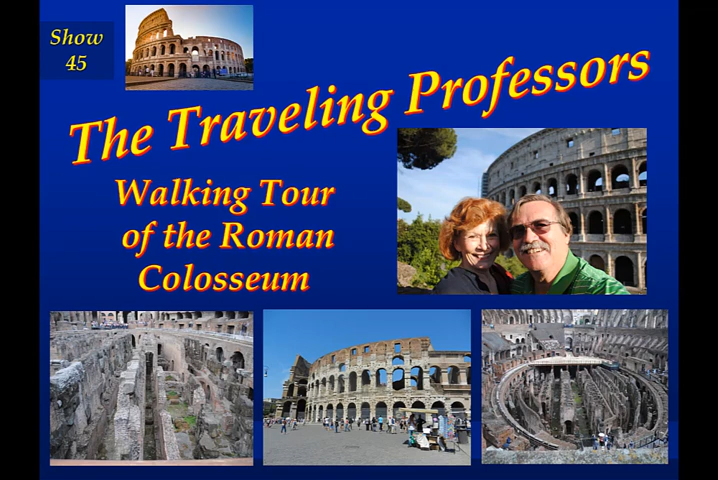 Show
45
The Traveling Professors
Walking Tour
of the Roman
Colosseum